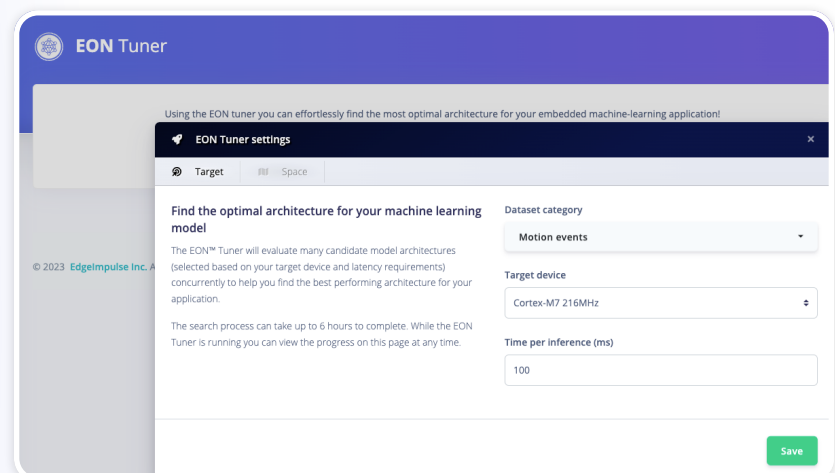 EON Tuner
Using the EON tuner you can effortlessly find the most optimal architecture for your embedded machine-learning application!
EON Tuner settings
×
Target
Space
Find the optimal architecture for your machine learning
model
The EON™ Tuner will evaluate many candidate model architectures
(selected based on your target device and latency requirements)
concurrently to help you find the best performing architecture for your
application.
The search process can take up to 6 hours to complete. While the EON
Tuner is running you can view the progress on this page at any time.
Dataset category
Motion events
Target device
Cortex-M7 216MHz
Time per inference (ms)
100
© 2023 EdgeImpulse Inc. A
Save